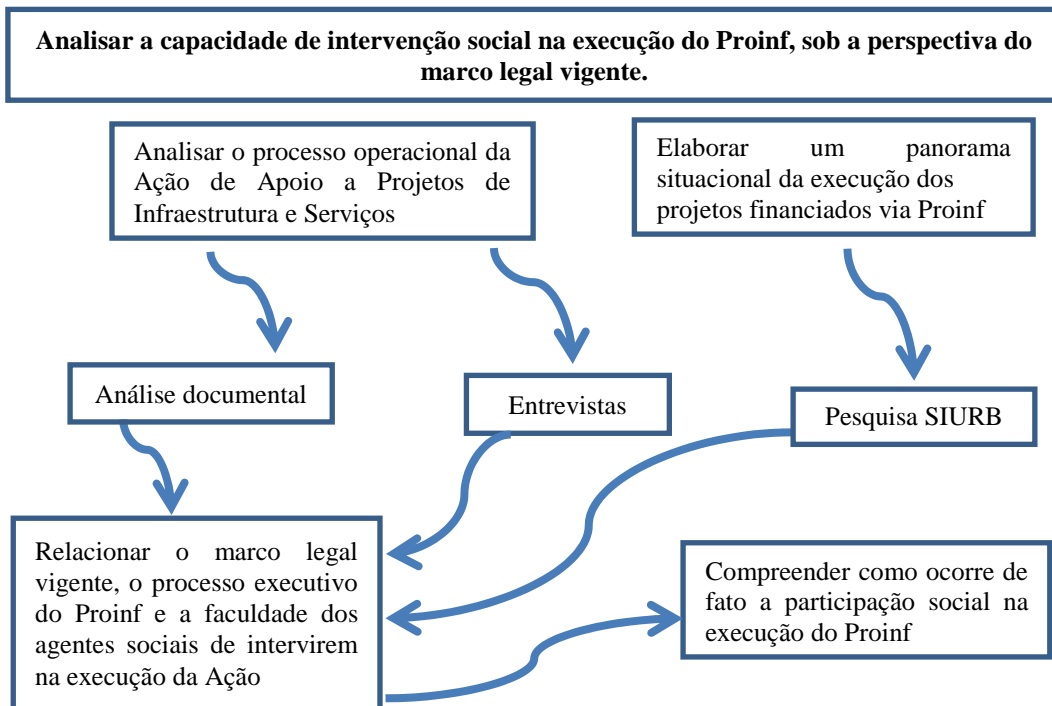 Analisar a capacidade de intervenção social na execução do Proinf, sob a perspectiva do
marco legal vigente.
Analisar o processo operacional da
Ação de Apoio a Projetos de
Infraestrutura e Serviços
Elaborar um panorama
situacional da execução dos
projetos financiados via Proinf
Análise documental
Entrevistas
Pesquisa SIURB
Relacionar o marco legal
vigente, o processo executivo
do Proinf e a faculdade dos
agentes sociais de intervirem
na execução da Ação
Compreender como ocorre de
fato a participação social na
execução do Proinf